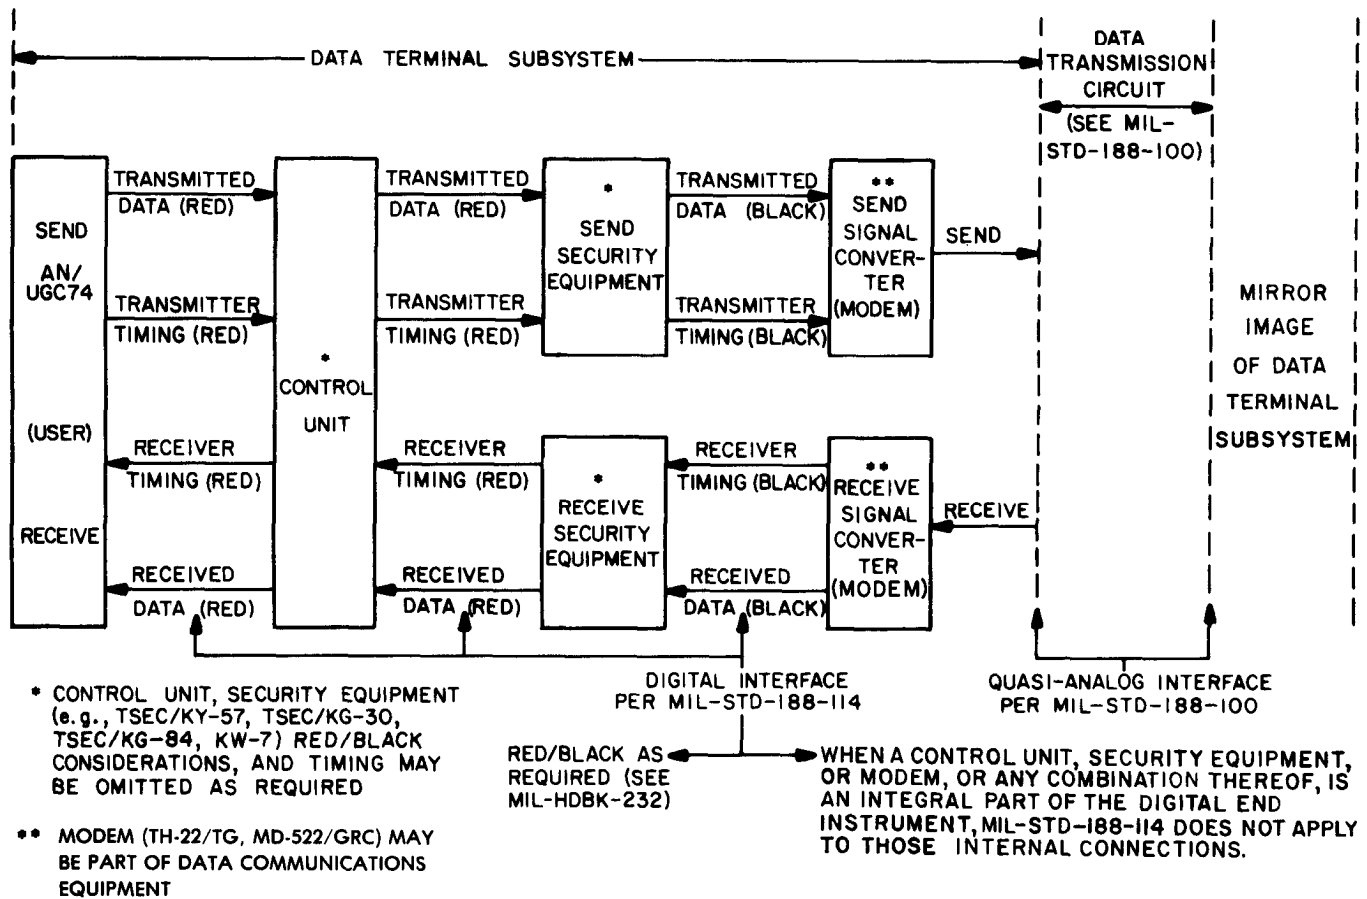 DATA TERMINAL SUBSYSTEM
DATA
TRANSMISSION
CIRCUIT
(SEE MIL-
STD-188-100)
SEND
AN/
UGC74
(USER)
RECEIVE
TRANSMITTED
DATA (RED)
TRANSMITTER
TIMING (RED)
RECEIVER
TIMING (RED)
RECEIVED
DATA (RED)
*
CONTROL
UNIT
TRANSMITTED
DATA (RED)
TRANSMITTER
TIMING (RED)
RECEIVER
TIMING (RED)
RECEIVED
DATA (RED)
*
SEND
SECURITY
EQUIPMENT
*
RECEIVE
SECURITY
EQUIPMENT
TRANSMITTED
DATA (BLACK)
TRANSMITTER
TIMING (BLACK)
RECEIVER
TIMING (BLACK)
RECEIVED
DATA (BLACK)
**
SEND
SIGNAL
CONVER-
TER
(MODEM)
**
RECEIVE
SIGNAL
CONVER-
TER
(MODEM)
SEND
RECEIVE
MIRROR
IMAGE
OF DATA
TERMINAL
SUBSYSTEM
DIGITAL INTERFACE
PER MIL-STD-188-114
QUASI-ANALOG INTERFACE
PER MIL-STD-188-100
RED/BLACK AS
REQUIRED (SEE
MIL-HDBK-232)
WHEN A CONTROL UNIT, SECURITY EQUIPMENT,
OR MODEM, OR ANY COMBINATION THEREOF, IS
AN INTEGRAL PART OF THE DIGITAL END
INSTRUMENT, MIL-STD-188-114 DOES NOT APPLY
TO THOSE INTERNAL CONNECTIONS.
* CONTROL UNIT, SECURITY EQUIPMENT
(e.g., TSEC/KY-57, TSEC/KG-30,
TSEC/KG-84, KW-7) RED/BLACK
CONSIDERATIONS, AND TIMING MAY
BE OMITTED AS REQUIRED
** MODEM (TH-22/TG, MD-522/GRC) MAY
BE PART OF DATA COMMUNICATIONS
EQUIPMENT